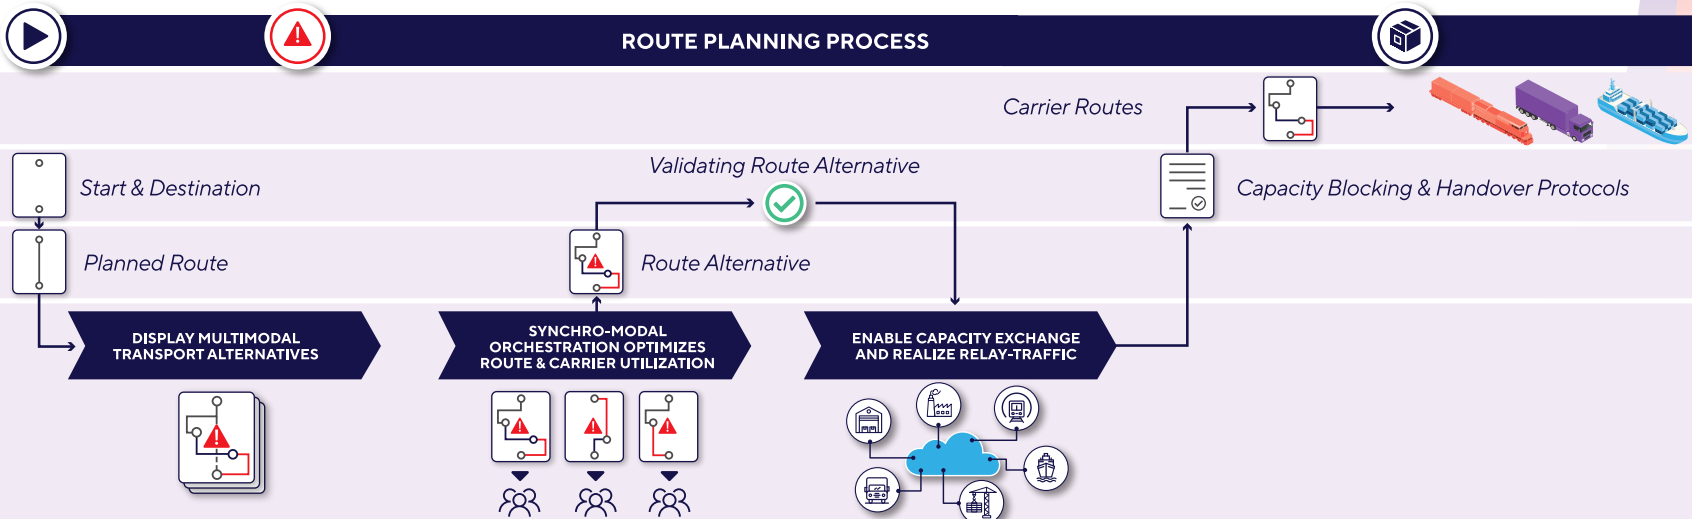 ROUTE PLANNING PROCESS
Carrier Routes
Validating Route Alternative
Start & Destination
Capacity Blocking & Handover Protocols
Planned Route
Route Alternative
DISPLAY MULTIMODAL
TRANSPORT ALTERNATIVES
SYNCHRO-MODAL
ORCHESTRATION OPTIMIZES
ROUTE & CARRIER UTILIZATION
ENABLE CAPACITY EXCHANGE
AND REALIZE RELAY-TRAFFIC